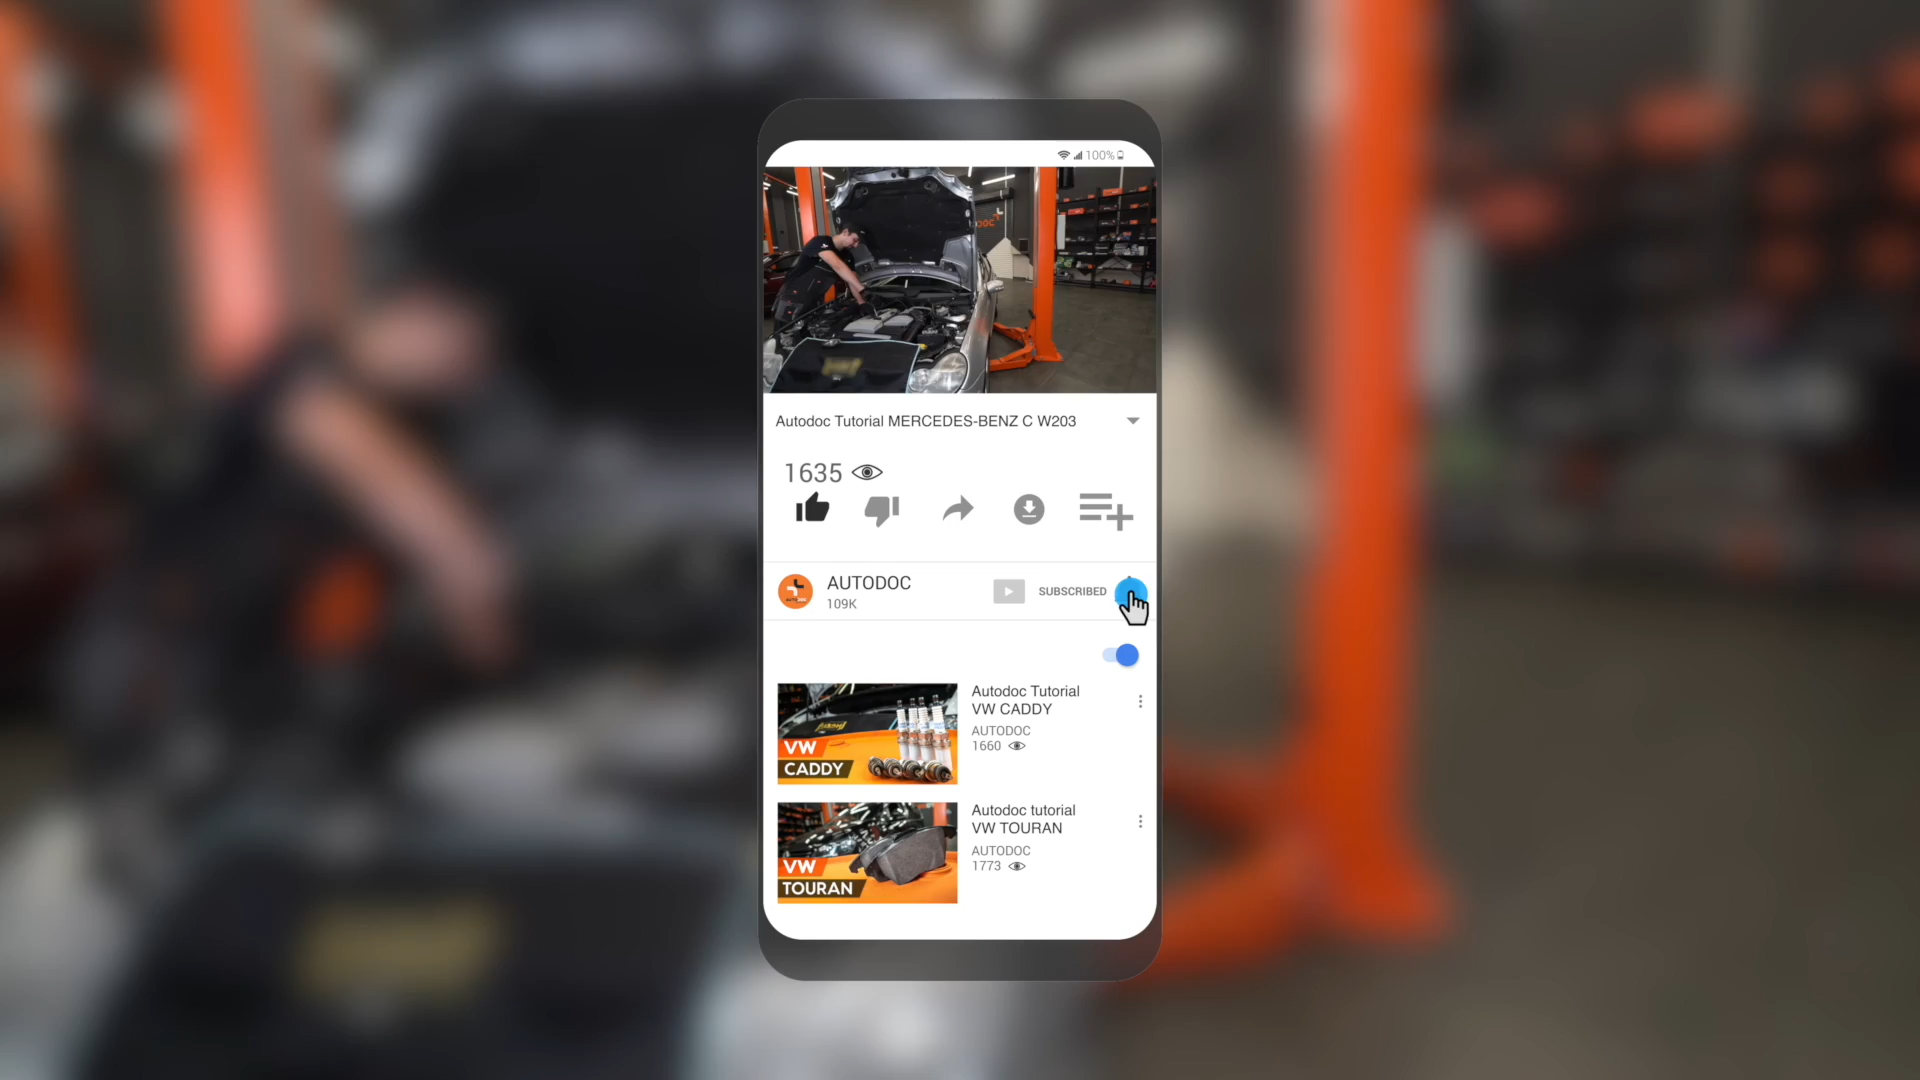 100%
Autodoc Tutorial MERCEDES-BENZ C W203
1635
AUTODOC
109K
SUBSCRIBED
VW
CADDY
Autodoc Tutorial
VW CADDY
AUTODOC
1660
VW
TOURAN
Autodoc tutorial
VW TOURAN
AUTODOC
1773